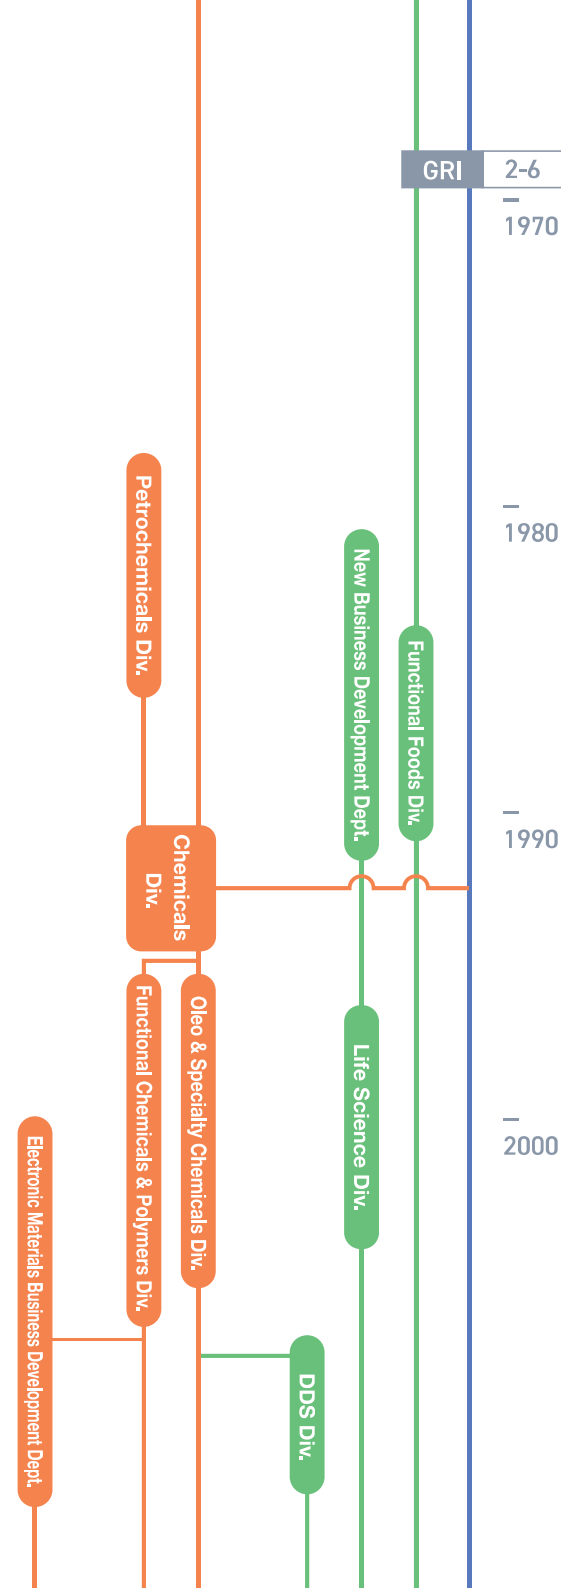 GRI 2-6
1970
Petrochemicals Div.
1980
New Business Development Dept.
Functional Foods Div.
1990
Chemicals
Div.
Functional Chemicals & Polymers Div.
Oleo & Specialty Chemicals Div.
Life Science Div.
2000
Electronic Materials Business Development Dept.
DDS Div.